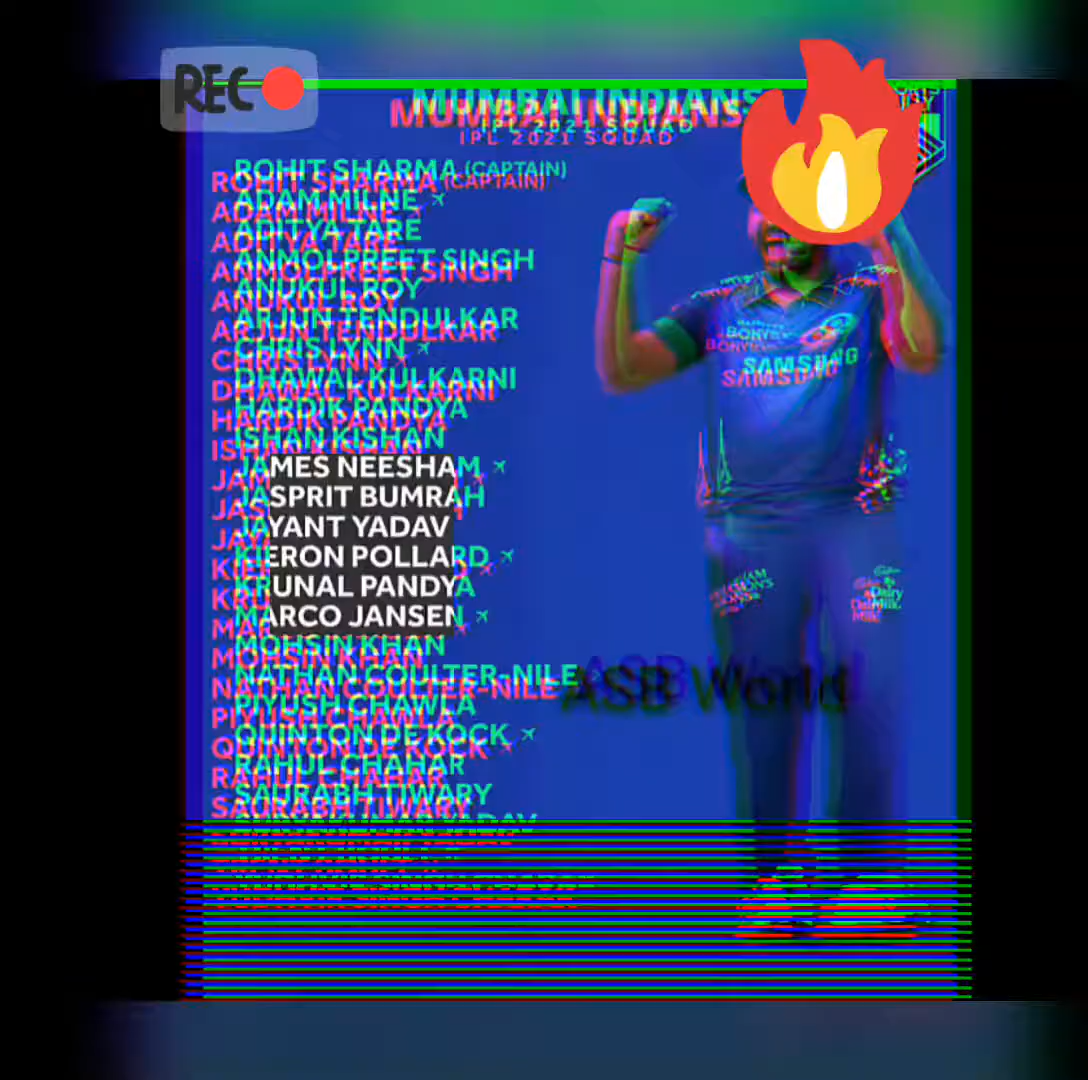 REC
MUMBAI INDIANS
IPL 2021 SQUAD
ROHIT SHARMA (CAPTAIN)
ADAM MILNE
ADITYA TARE
ANMOLPREET SINGH
ANUKUL ROY
ARJUN TENDULKAR
CHRIS LYNN
DHAWAL KULKARNI
HARDIK PANDYA
ISHAN KISHAN
JAMES NEESHAM
JASPRIT BUMRAH
JAYANT YADAV
KIERON POLLARD
KRUNAL PANDYA
MARCO JANSEN
MOHSIN KHAN
NATHAN COULTER-NILE
PIYUSH CHAWLA
QUINTON DE KOCK
RAHUL CHAHAR
SAURABH TIWARY
SAMSUNG
Dairy
Milk
ASB World